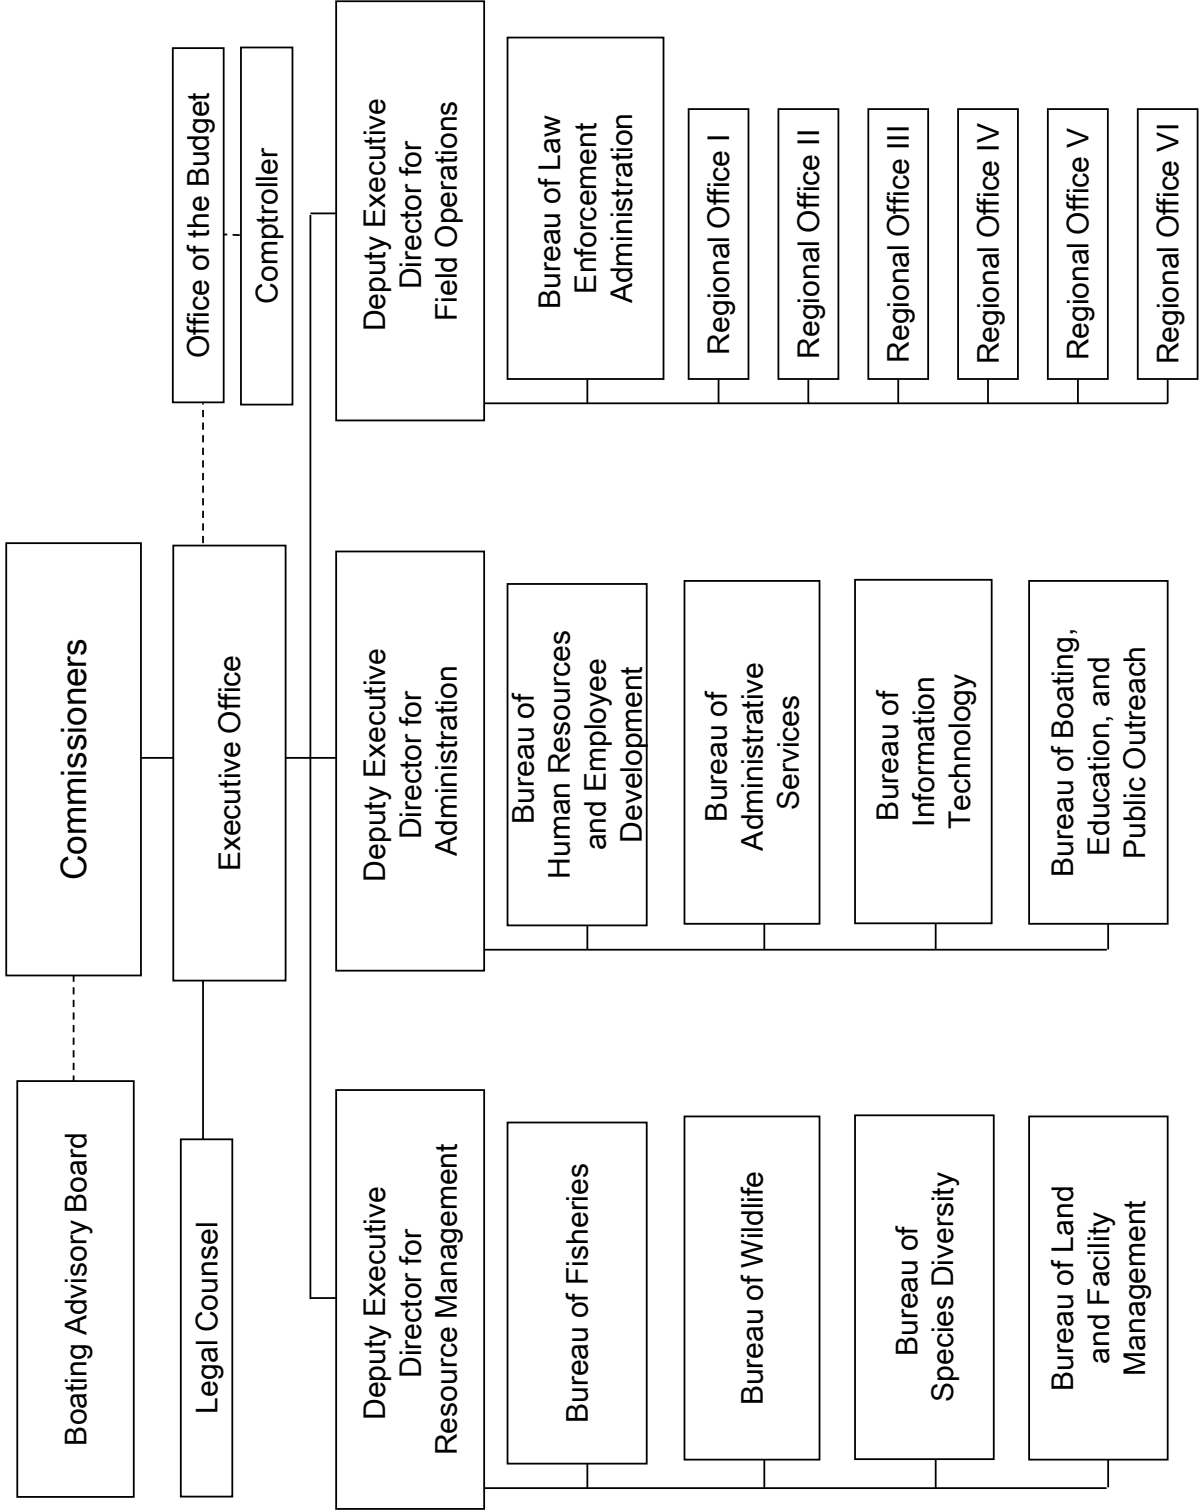 Commissioners
Boating Advisory Board
Executive Office
Legal Counsel
Office of the Budget
Comptroller
Deputy Executive
Director for
Resource Management
Bureau of Fisheries
Bureau of Wildlife
Bureau of
Species Diversity
Bureau of Land
and Facility
Management
Deputy Executive
Director for
Administration
Bureau of
Human Resources
and Employee
Development
Bureau of
Administrative
Services
Bureau of
Information
Technology
Bureau of Boating,
Education, and
Public Outreach
Deputy Executive
Director for
Field Operations
Bureau of Law
Enforcement
Administration
Regional Office I
Regional Office II
Regional Office III
Regional Office IV
Regional Office V
Regional Office VI